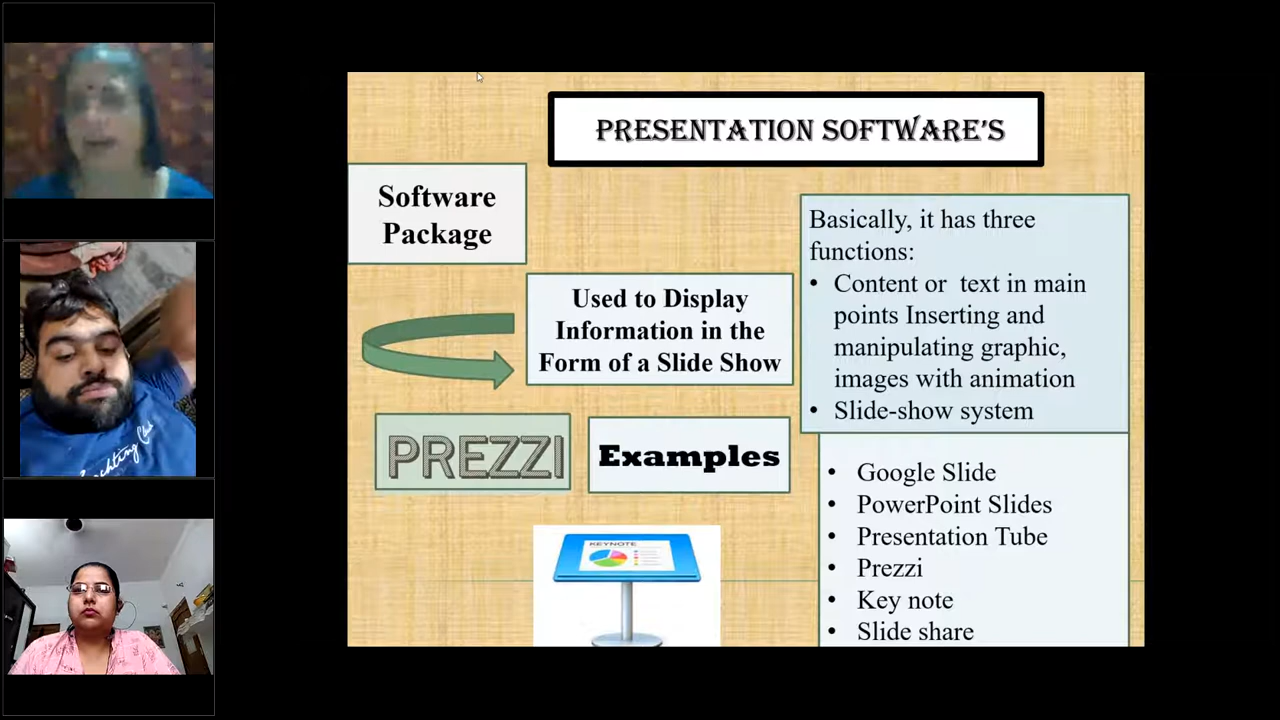 PRESENTATION SOFTWARE'S
Software
Package
Used to Display
Information in the
Form of a Slide Show
Basically, it has three
functions:
• Content or text in main
points Inserting and
manipulating graphic,
images with animation
• Slide-show system
PREZZI
Examples
• Google Slide
• PowerPoint Slides
• Presentation Tube
• Prezzi
• Key note
• Slide share
KEYNOTE